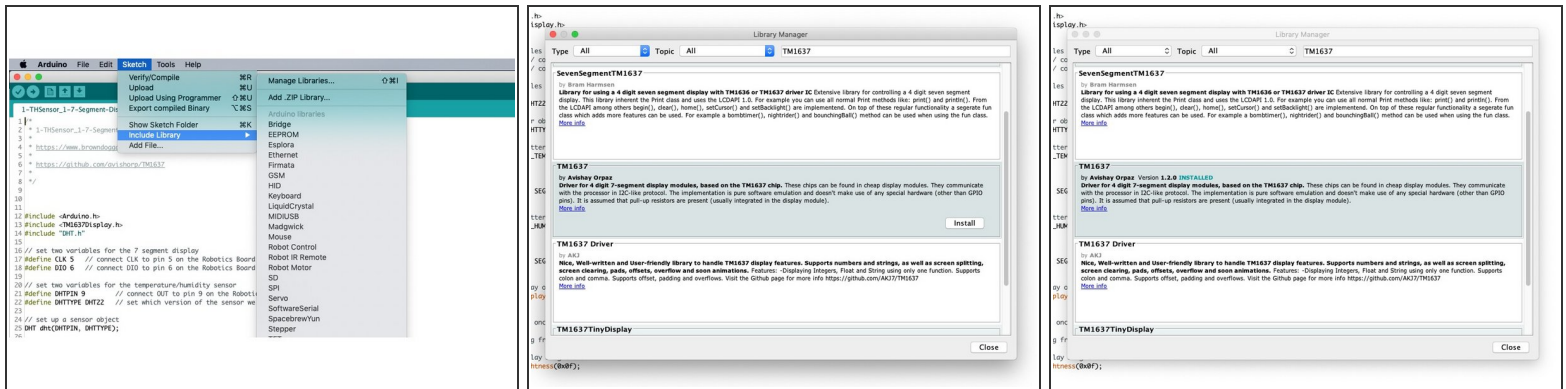 Arduino File Edit Sketch Tools Help
Verify/Compile ⌘R
Upload ⌘U
Upload Using Programmer ⇧⌘U
Export compiled Binary ⌥⌘S
Show Sketch Folder ⌘K
Include Library
Add File...
Manage Libraries... ⇧⌘I
Add .ZIP Library...
Arduino libraries
Bridge
EEPROM
Esplora
Ethernet
Firmata
GSM
HID
Keyboard
LiquidCrystal
MIDIUSB
Madgwick
Mouse
Robot Control
Robot IR Remote
Robot Motor
SD
SPI
Servo
SoftwareSerial
SpacebrewYun
Stepper
1-THSensor_1-7-Segment-Dis
1 /*
2 * 1-THSensor_1-7-Segment
3 *
4 * https://www.browndogg
5 *
6 * https://github.com/avishorp/TM1637
7 *
8 */
9
10
11
12 #include <Arduino.h>
13 #include <TM1637Display.h>
14 #include "DHT.h"
15
16 // set two variables for the 7 segment display
17 #define CLK 5 // connect CLK to pin 5 on the Robotics Board
18 #define DIO 6 // connect DIO to pin 6 on the Robotics Board
19
20 // set two variables for the temperature/humidity sensor
21 #define DHTPIN 9 // connect OUT to pin 9 on the Roboti
22 #define DHTTYPE DHT22 // set which version of the sensor we
23
24 // set up a sensor object
25 DHT dht(DHTPIN, DHTTYPE);
.h>
isplay.h>
Library Manager
Type All Topic All TM1637
SevenSegmentTM1637
by Bram Harmsen
Library for using a 4 digit seven segment display with TM1636 or TM1637 driver IC Extensive library for controlling a 4 digit seven segment
display. This library inherent the Print class and uses the LCDAPI 1.0. For example you can use all normal Print methods like: print() and println(). From
the LCDAPI among others begin(), clear(), home(), setCursor() and setBacklight() are implementend. On top of these regular functionality a segerate fun
class which adds more features can be used. For example a bombtimer(), nightrider() and bounchingBall() method can be used when using the fun class.
More info
TM1637
by Avishay Orpaz
Driver for 4 digit 7-segment display modules, based on the TM1637 chip. These chips can be found in cheap display modules. They communicate
with the processor in I2C-like protocol. The implementation is pure software emulation and doesn't make use of any special hardware (other than GPIO
pins). It is assumed that pull-up resistors are present (usually integrated in the display module).
More info
Install
TM1637 Driver
by AKJ
Nice, Well-written and User-friendly library to handle TM1637 display features. Supports numbers and strings, as well as screen splitting,
screen clearing, pads, offsets, overflow and soon animations. Features: -Displaying Integers, Float and String using only one function. Supports
colon and comma. Supports offset, padding and overflows. Visit the Github page for more info https://github.com/AKJ7/TM1637
More info
TM1637TinyDisplay
Close
htness(0x0f);
.h>
isplay.h>
Library Manager
Type All Topic All TM1637
SevenSegmentTM1637
by Bram Harmsen
Library for using a 4 digit seven segment display with TM1636 or TM1637 driver IC Extensive library for controlling a 4 digit seven segment
display. This library inherent the Print class and uses the LCDAPI 1.0. For example you can use all normal Print methods like: print() and println(). From
the LCDAPI among others begin(), clear(), home(), setCursor() and setBacklight() are implementend. On top of these regular functionality a segerate fun
class which adds more features can be used. For example a bombtimer(), nightrider() and bounchingBall() method can be used when using the fun class.
More info
TM1637
by Avishay Orpaz Version 1.2.0 INSTALLED
Driver for 4 digit 7-segment display modules, based on the TM1637 chip. These chips can be found in cheap display modules. They communicate
with the processor in I2C-like protocol. The implementation is pure software emulation and doesn't make use of any special hardware (other than GPIO
pins). It is assumed that pull-up resistors are present (usually integrated in the display module).
More info
TM1637 Driver
by AKJ
Nice, Well-written and User-friendly library to handle TM1637 display features. Supports numbers and strings, as well as screen splitting,
screen clearing, pads, offsets, overflow and soon animations. Features: -Displaying Integers, Float and String using only one function. Supports
colon and comma. Supports offset, padding and overflows. Visit the Github page for more info https://github.com/AKJ7/TM1637
More info
TM1637TinyDisplay
Close
htness(0x0f);